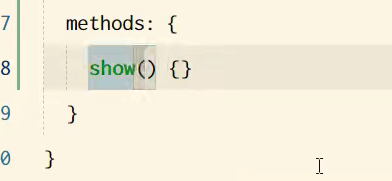 7 methods: {
8 show() {}
9 }
0 }